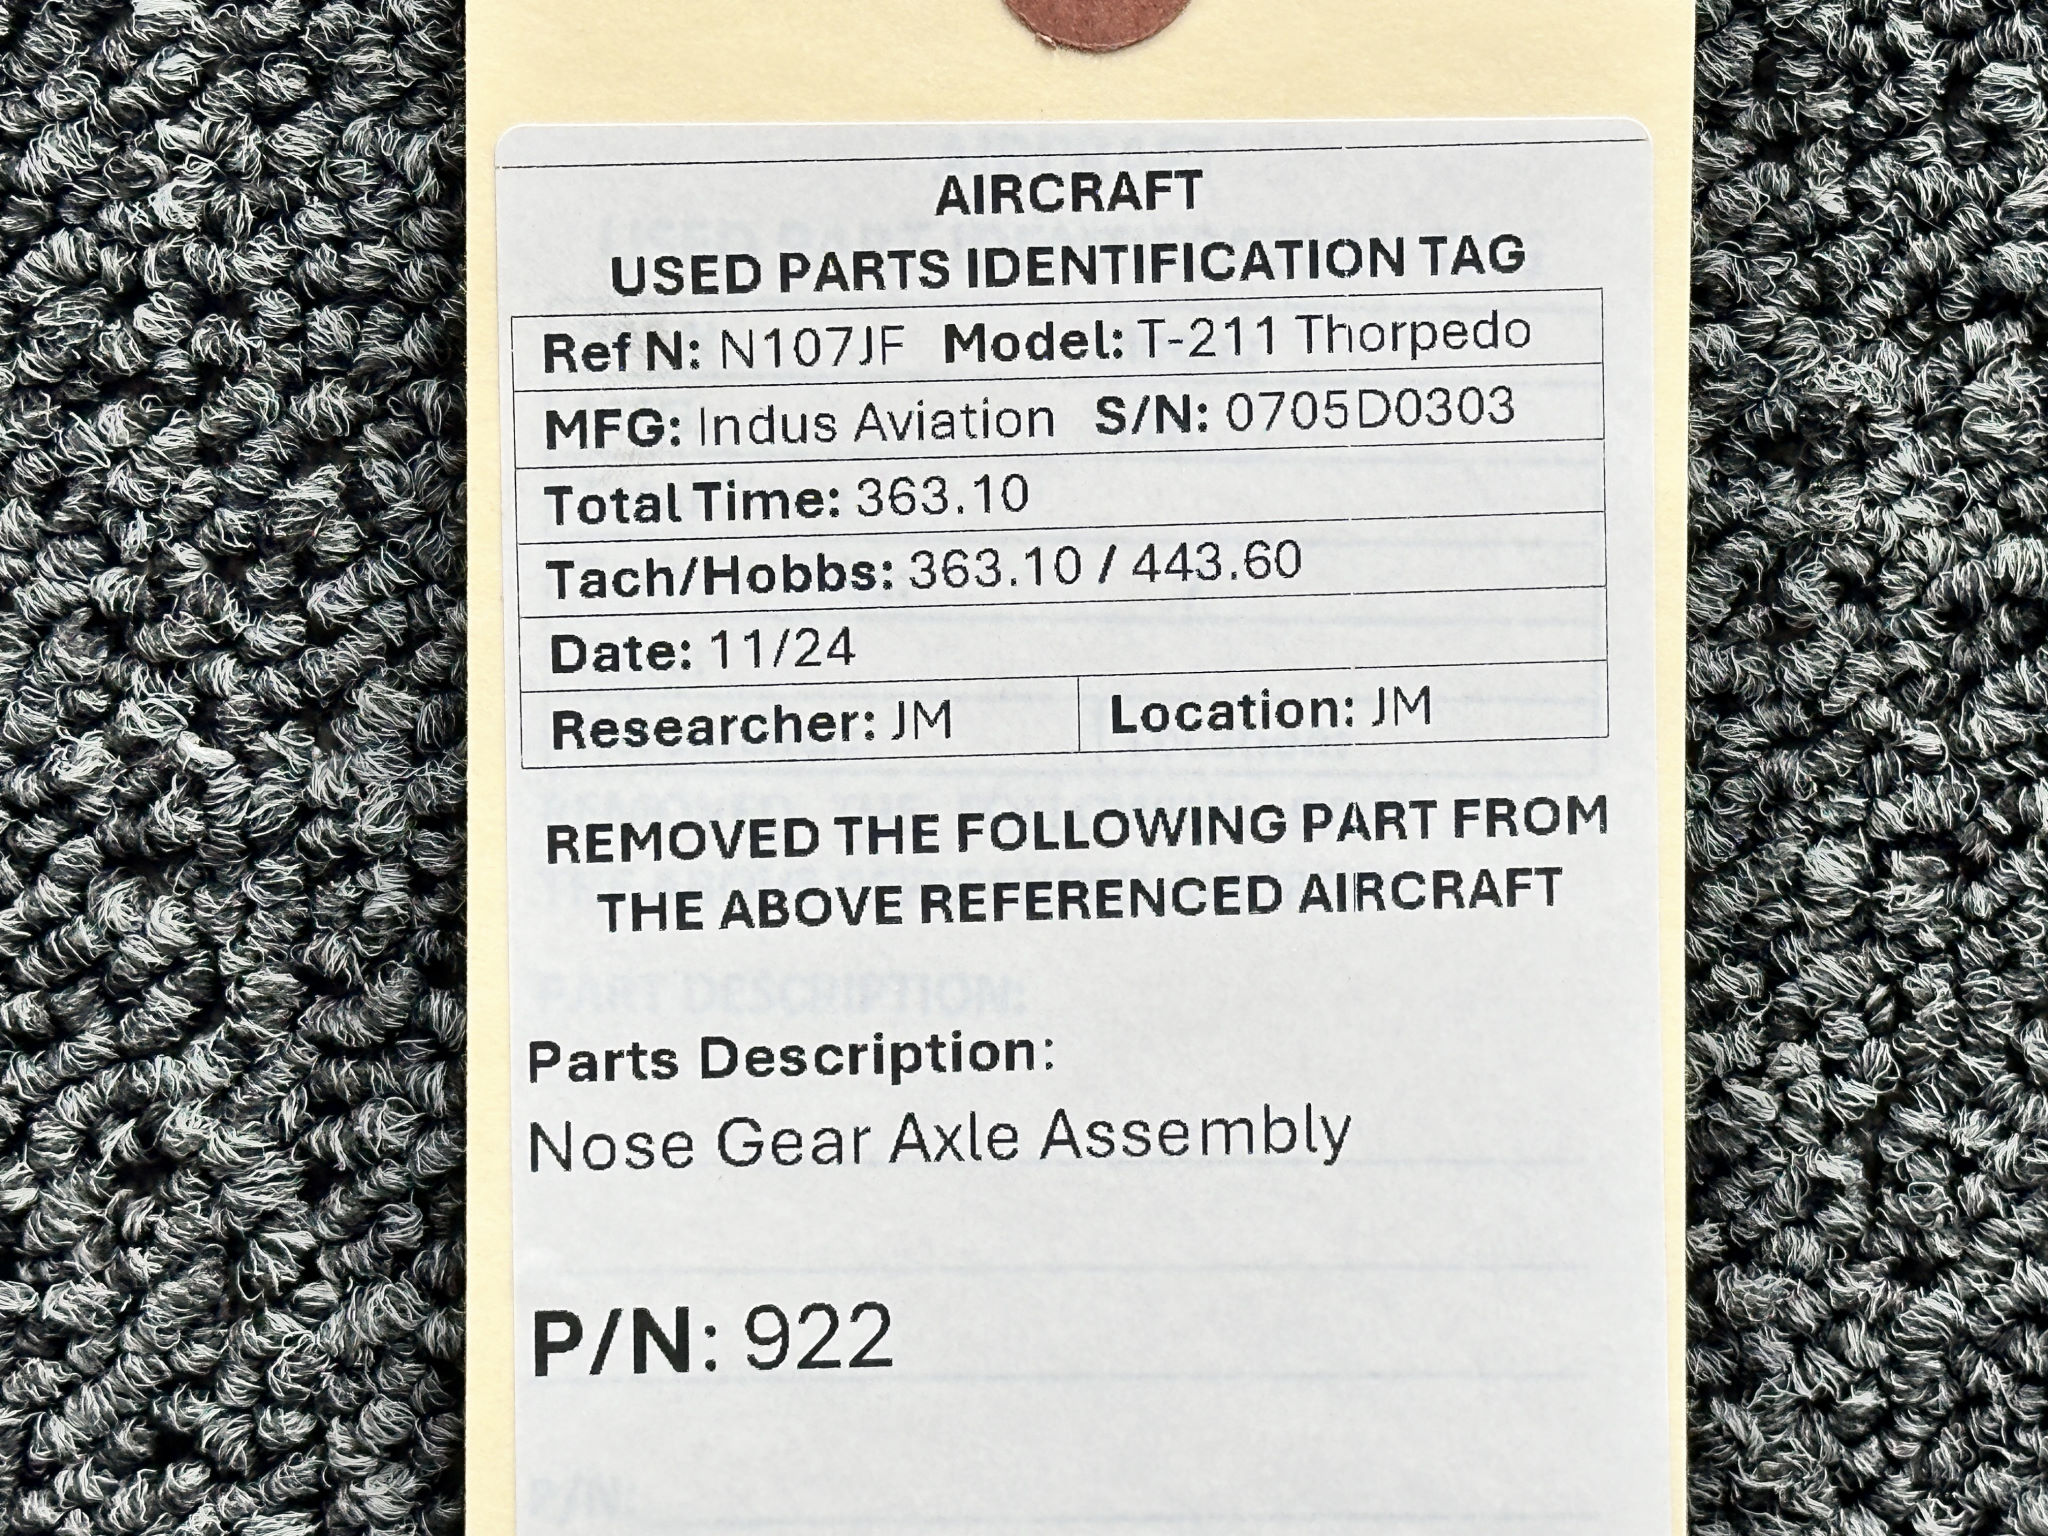 AIRCRAFT
USED PARTS IDENTIFICATION TAG
Ref N: N107JF Model: T-211 Thorpedo
MFG: Indus Aviation S/N: 0705D0303
Total Time: 363.10
Tach/Hobbs: 363.10 / 443.60
Date: 11/24
Researcher: JM Location: JM
REMOVED THE FOLLOWING PART FROM
THE ABOVE REFERENCED AIRCRAFT
PART DESCRIPTION:
Parts Description:
Nose Gear Axle Assembly
P/N: 922
P/N: